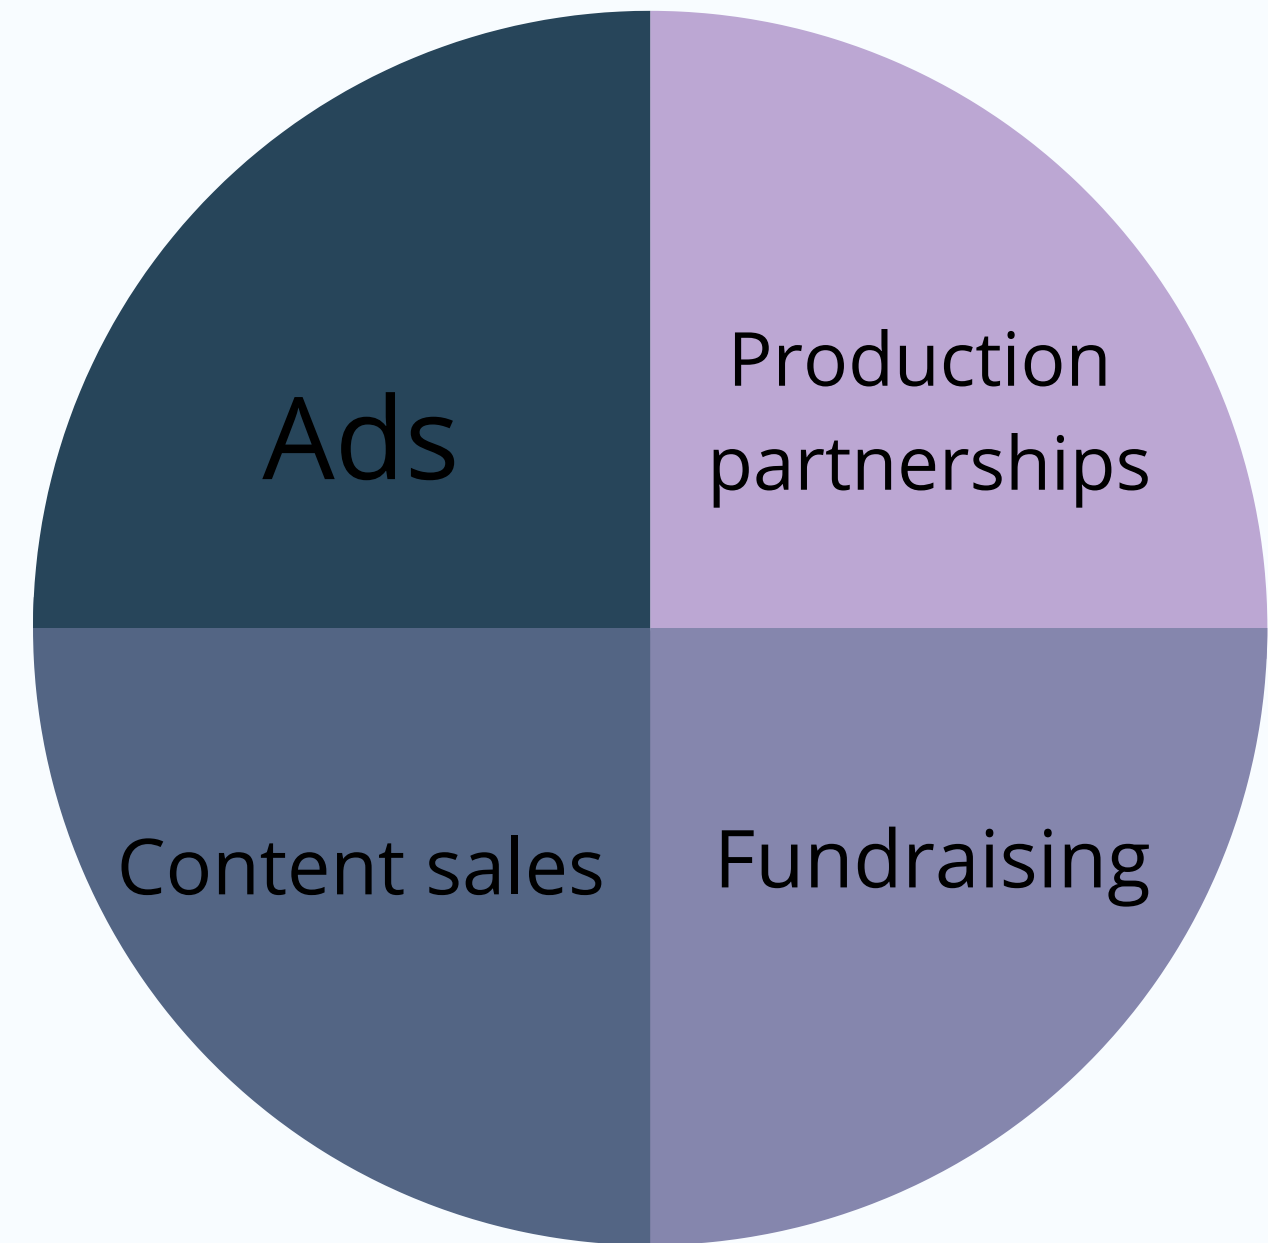 Ads
Production
partnerships
Content sales
Fundraising